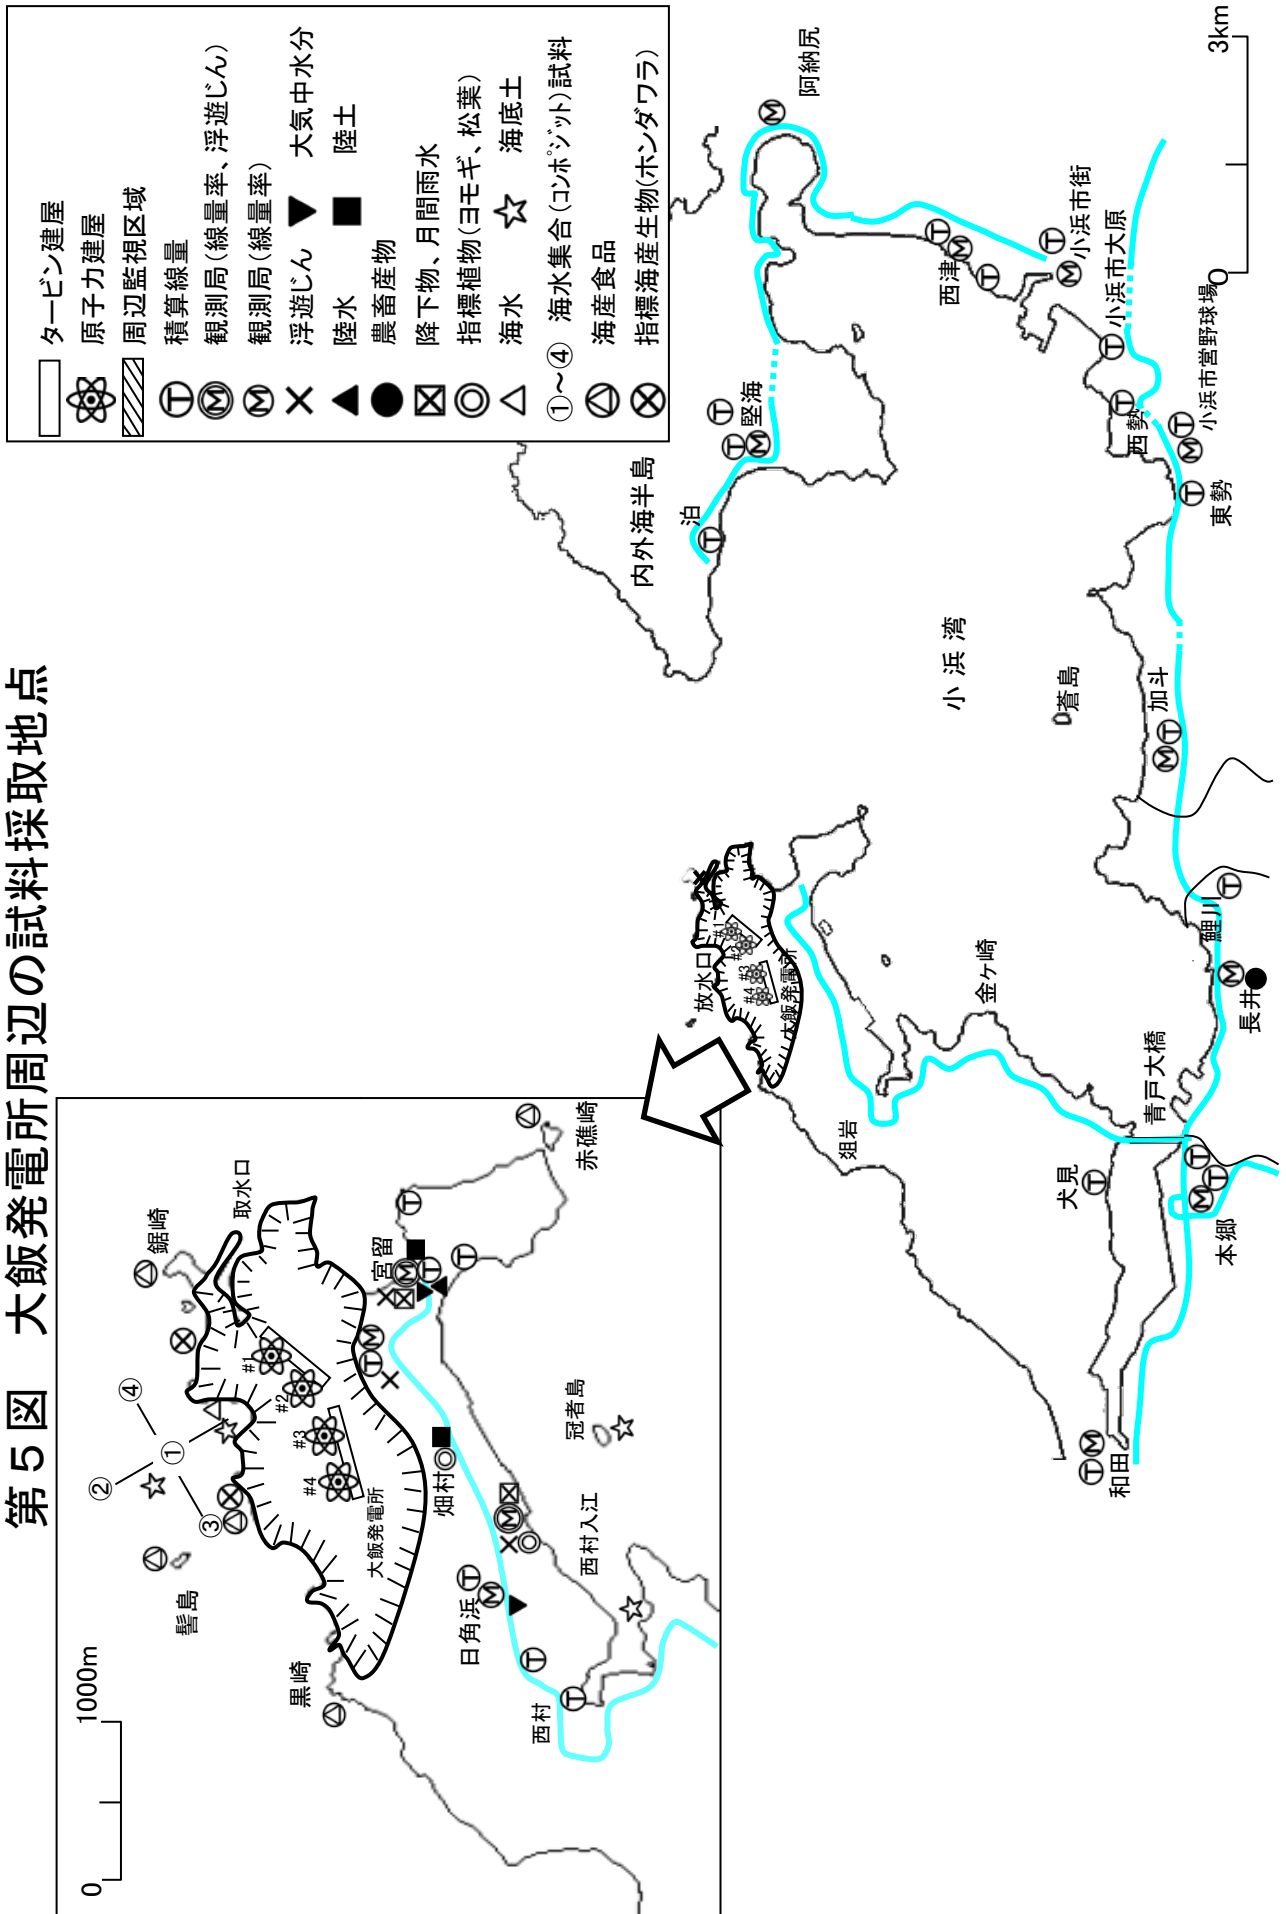 第５図　大飯発電所周辺の試料採取地点
タービン建屋
原子力建屋
周辺監視区域
Ⓣ 積算線量
Ⓜ 観測局(線量率、浮遊じん)
Ⓜ 観測局(線量率)
× 浮遊じん ▼ 大気中水分
▲ 陸水 ■ 陸土
● 農畜産物
⊠ 降下物、月間雨水
◎ 指標植物(ヨモギ、松葉)
△ 海水 ☆ 海底土
①～④ 海水集合(ｺﾝﾎﾟｼﾞｯﾄ)試料
海産食品
⊗ 指標海産生物(ホンダワラ)
0 1000m
鋸崎
取水口
赤礁崎
宮留
②
④
①
③
#1
#2
#3
#4
大飯発電所
髻島
黒崎
畑村
冠者島
日角浜
西村入江
西村
内外海半島
泊
堅海
阿納尻
西津
小浜市街
小浜市大原
小浜市営野球場
西勢
東勢
小浜湾
蒼島
加斗
鯉川
長井
放水口
#1
#2
#3
#4
大飯発電所
金ヶ崎
青戸大橋
犬見
本郷
和田
0 3km